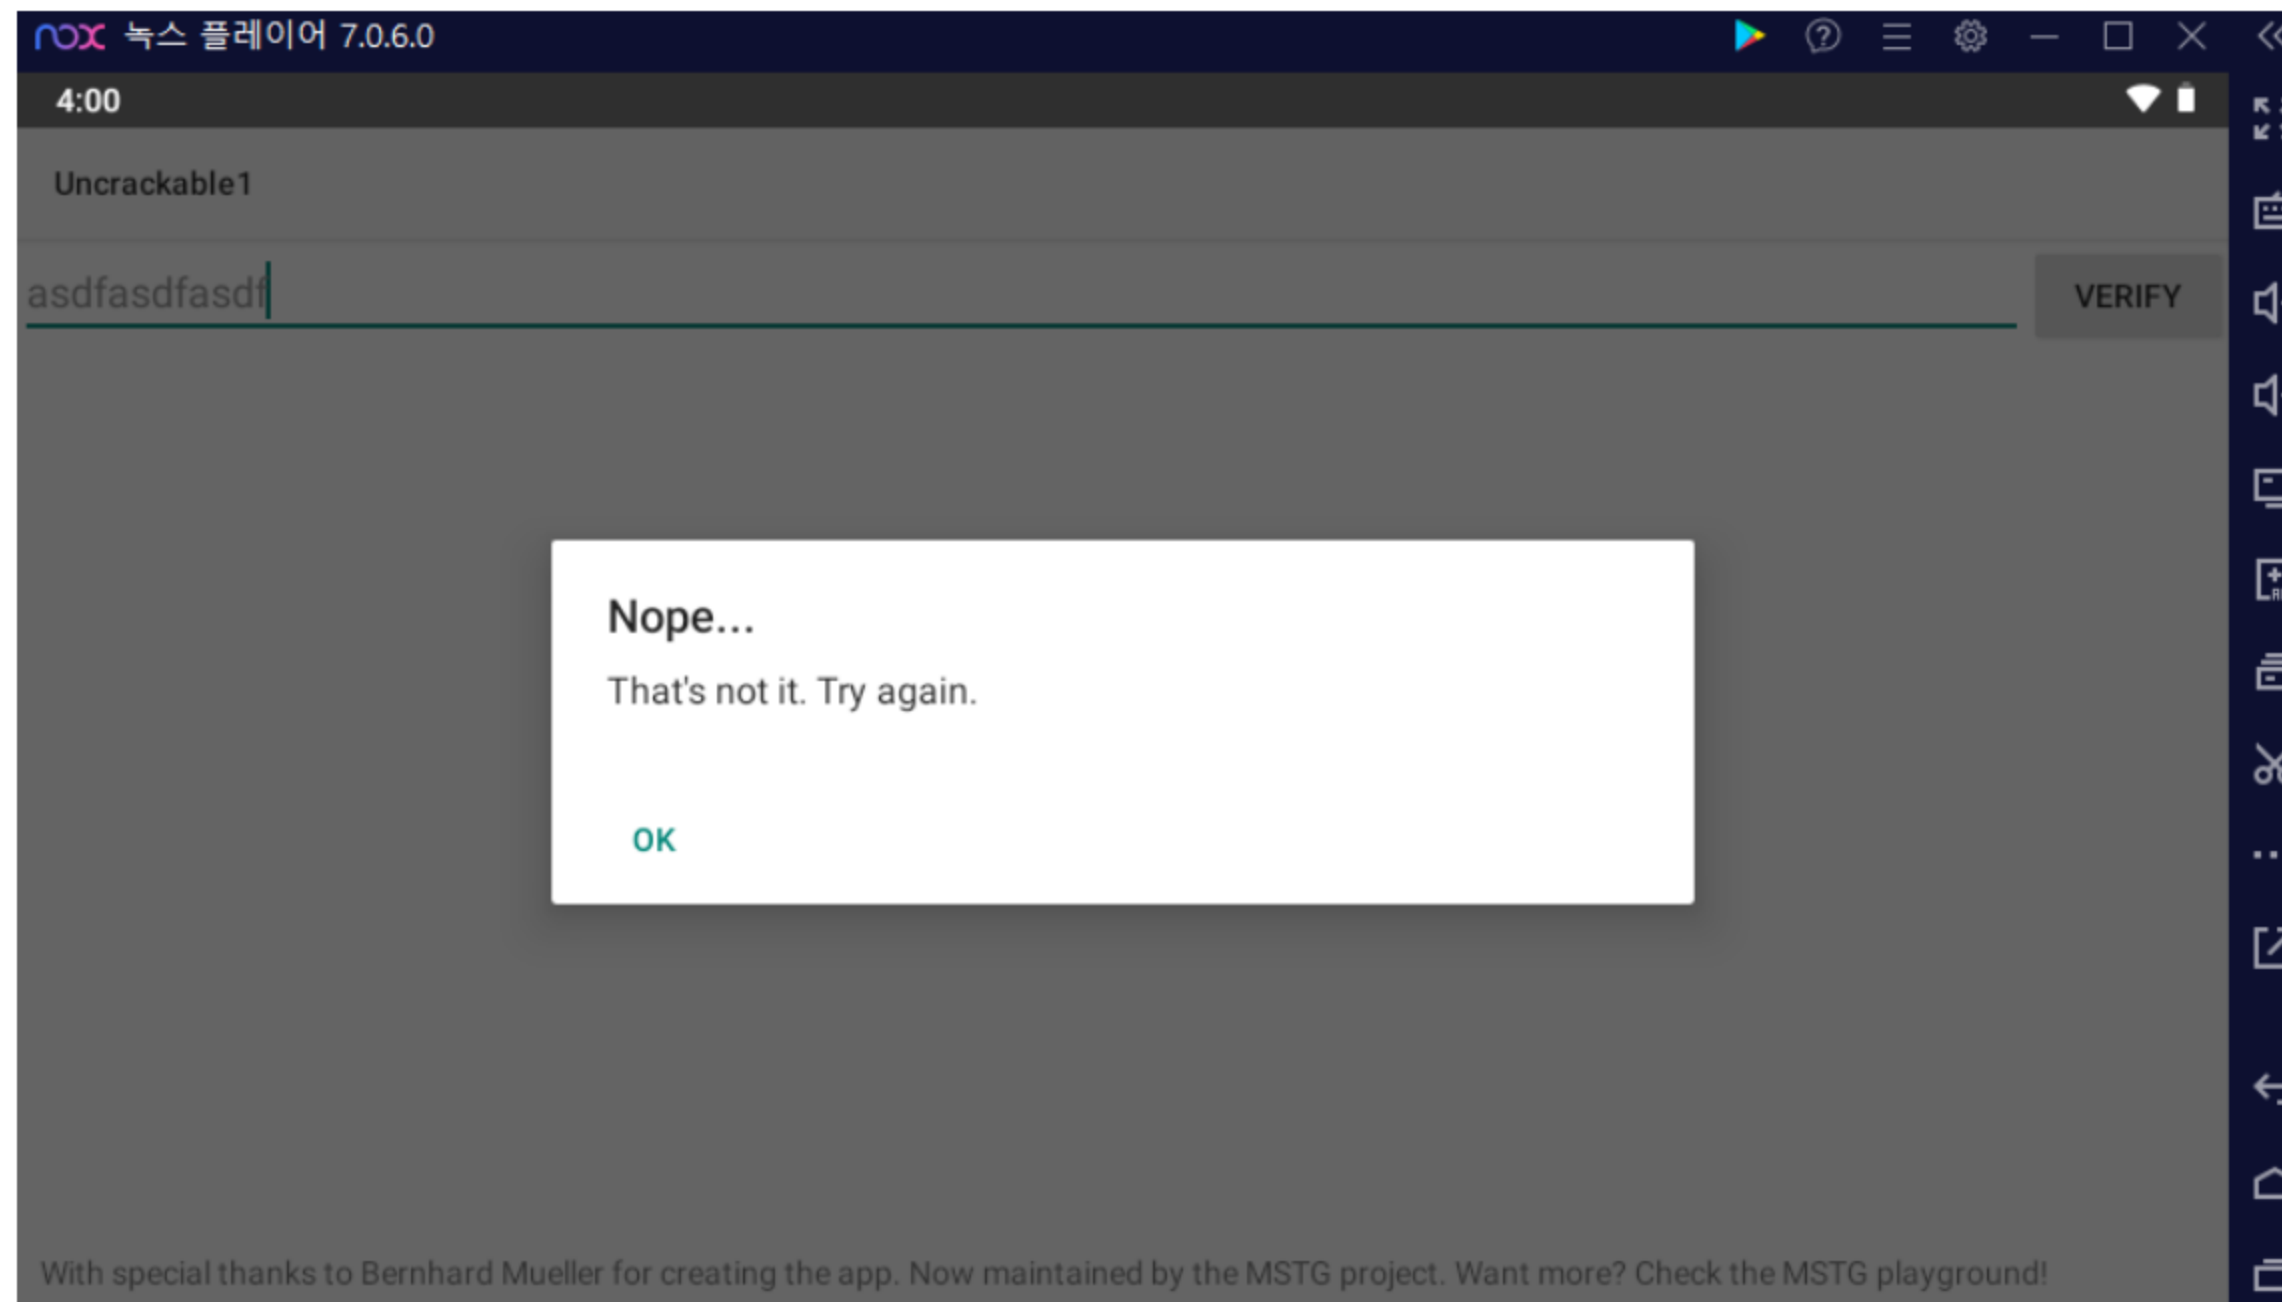 nox 녹스 플레이어 7.0.6.0
4:00
Uncrackable1
asdfasdfasdf
VERIFY
Nope...
That's not it. Try again.
OK
With special thanks to Bernhard Mueller for creating the app. Now maintained by the MSTG project. Want more? Check the MSTG playground!